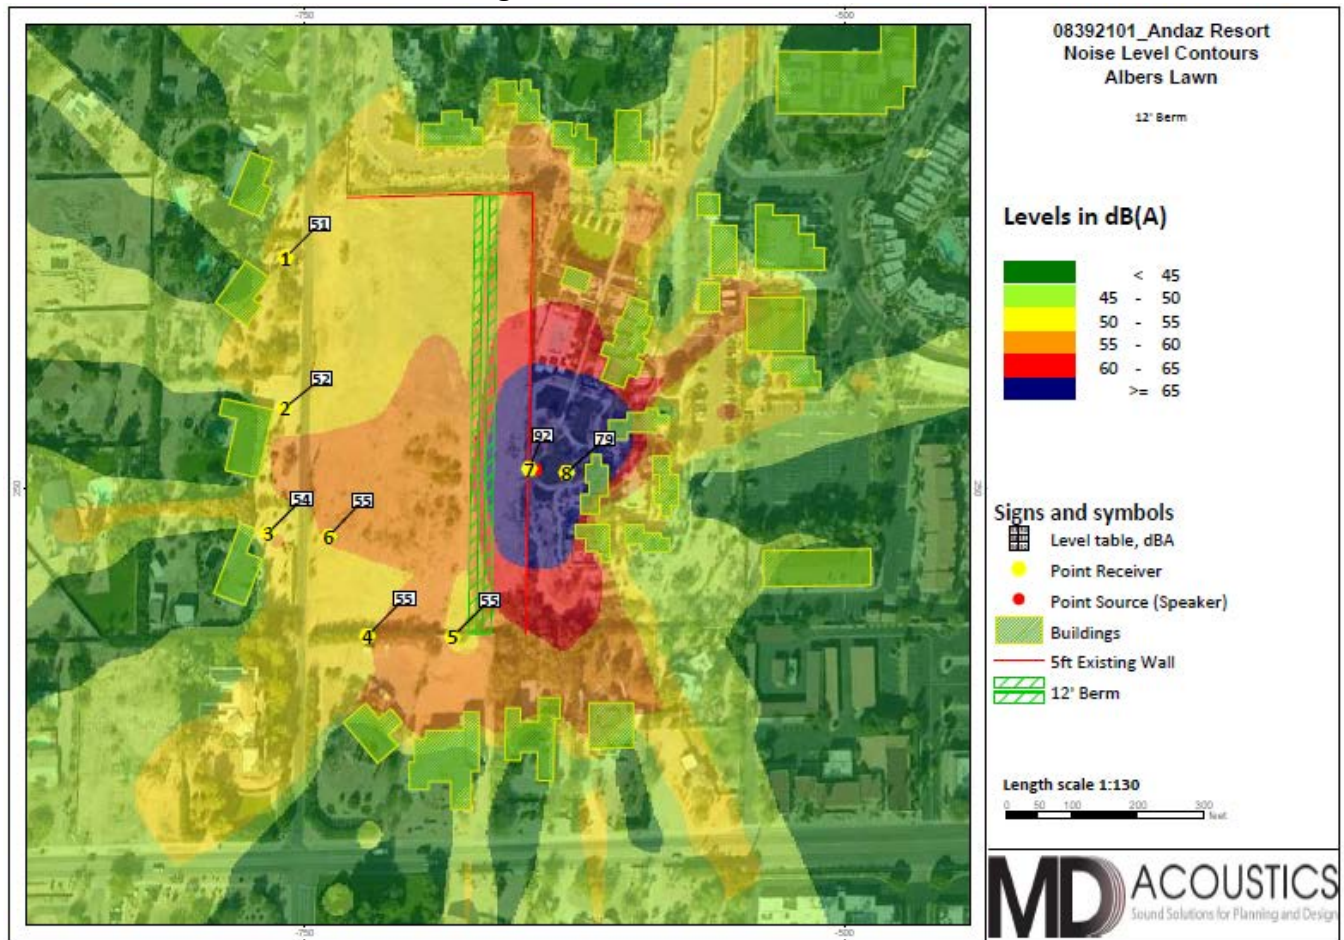 -750
-500
51
1
52
2
92
79
7
8
250
250
54
55
3
6
55
55
4
5
-750
-500
08392101_Andaz Resort
Noise Level Contours
Albers Lawn
12' Berm
Levels in dB(A)
< 45
45 - 50
50 - 55
55 - 60
60 - 65
>= 65
Signs and symbols
Level table, dBA
Point Receiver
Point Source (Speaker)
Buildings
5ft Existing Wall
12' Berm
Length scale 1:130
0 50 100 200 300
feet
MD ACOUSTICS
Sound Solutions for Planning and Design